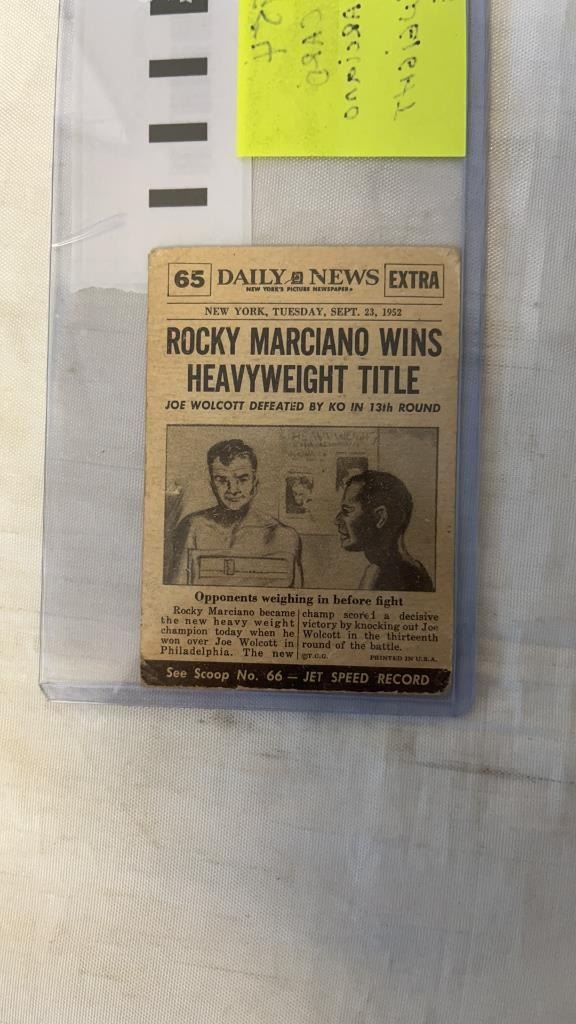 65 DAILY NEWS EXTRA
NEW YORK'S PICTURE NEWSPAPER
NEW YORK, TUESDAY, SEPT. 23, 1952
ROCKY MARCIANO WINS
HEAVYWEIGHT TITLE
JOE WOLCOTT DEFEATED BY KO IN 13th ROUND
HEAVYWEIGHT
Opponents weighing in before fight
Rocky Marciano became
the new heavy weight
champion today when he
won over Joe Wolcott in
Philadelphia. The new
champ scored a decisive
victory by knocking out Joe
Wolcott in the thirteenth
round of the battle.
©T.C.G. PRINTED IN U.S.A.
See Scoop No. 66 — JET SPEED RECORD